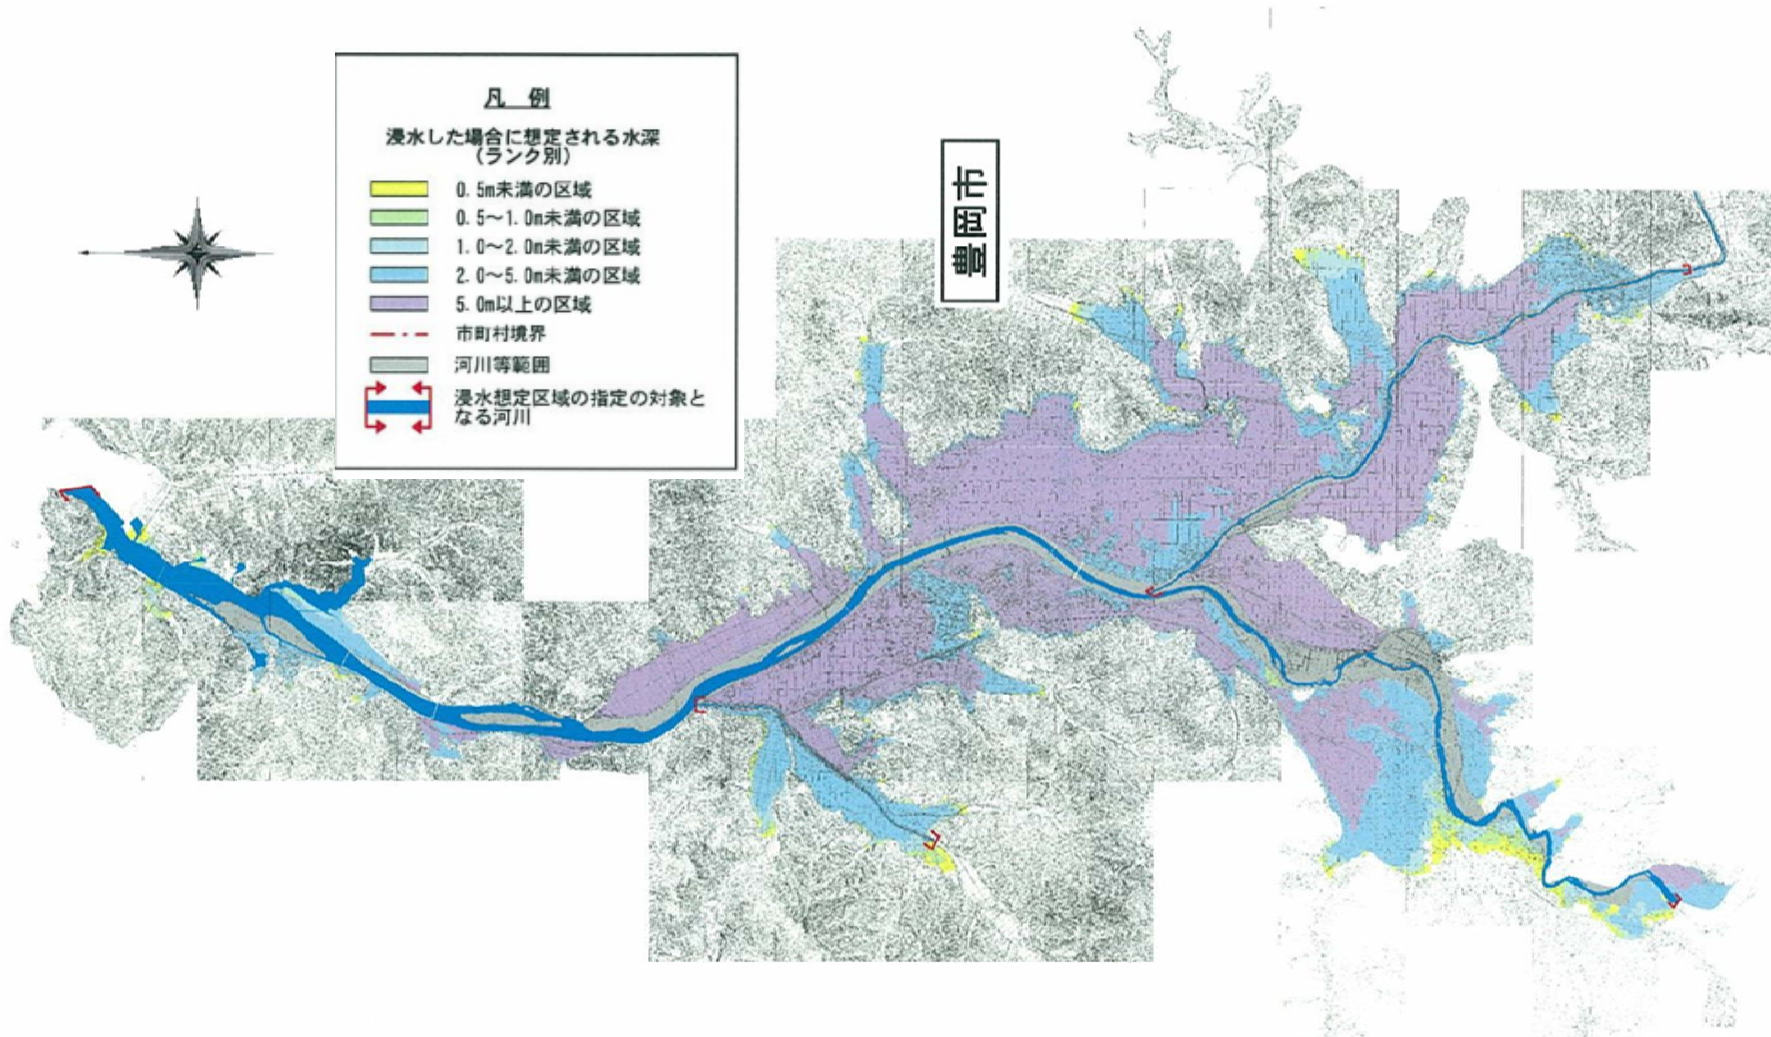 凡 例
浸水した場合に想定される水深
(ランク別)
0.5m未満の区域
0.5～1.0m未満の区域
1.0～2.0m未満の区域
2.0～5.0m未満の区域
5.0m以上の区域
市町村境界
河川等範囲
浸水想定区域の指定の対象と
なる河川
豊岡市